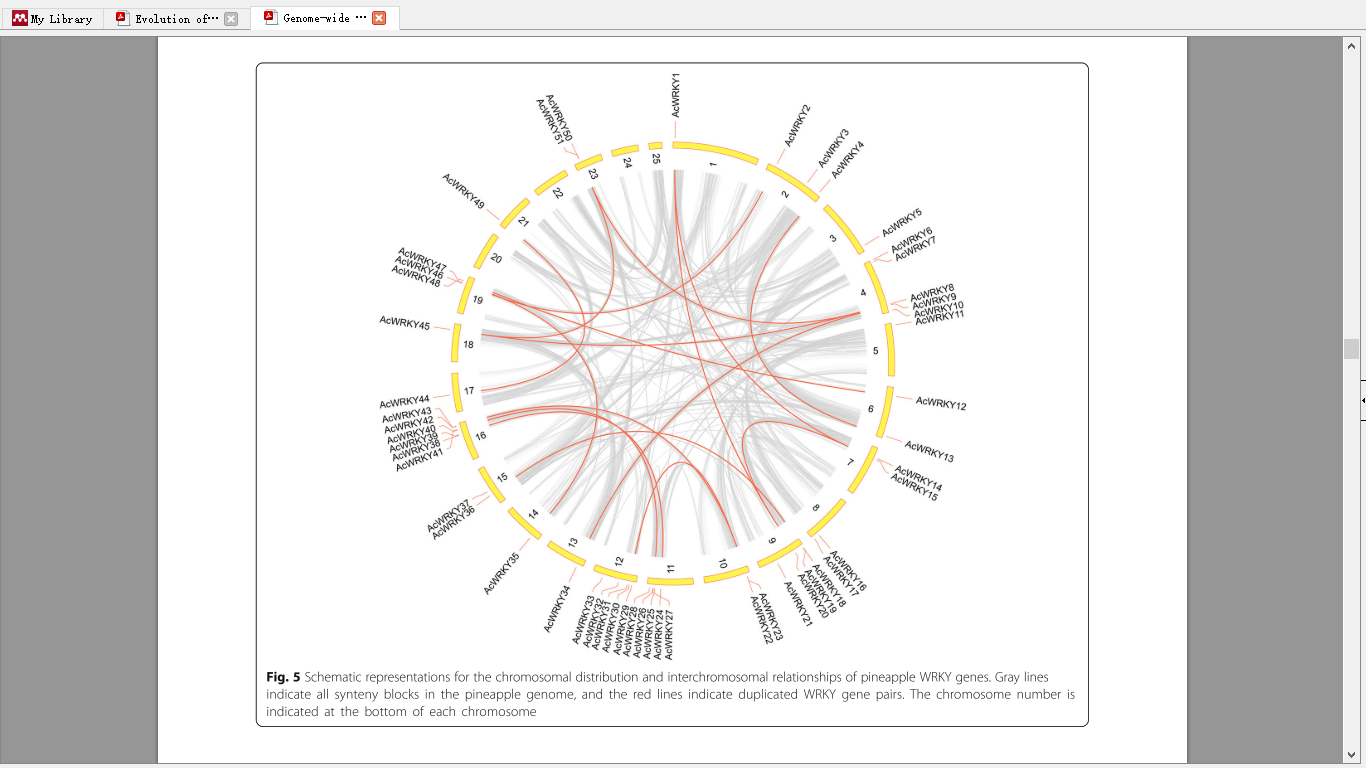 My Library
Evolution of···
Genome-wide ···
AcWRKY1
AcWRKY2
AcWRKY3
AcWRKY4
AcWRKY5
AcWRKY6
AcWRKY7
AcWRKY8
AcWRKY9
AcWRKY10
AcWRKY11
AcWRKY12
AcWRKY13
AcWRKY14
AcWRKY15
AcWRKY16
AcWRKY17
AcWRKY18
AcWRKY19
AcWRKY20
AcWRKY21
AcWRKY23
AcWRKY22
AcWRKY27
AcWRKY24
AcWRKY25
AcWRKY26
AcWRKY28
AcWRKY29
AcWRKY30
AcWRKY31
AcWRKY32
AcWRKY33
AcWRKY34
AcWRKY35
AcWRKY36
AcWRKY37
AcWRKY41
AcWRKY38
AcWRKY39
AcWRKY40
AcWRKY42
AcWRKY43
AcWRKY44
AcWRKY45
AcWRKY48
AcWRKY46
AcWRKY47
AcWRKY49
AcWRKY51
AcWRKY50
1
2
3
4
5
6
7
8
9
10
11
12
13
14
15
16
17
18
19
20
21
22
23
24
25
Fig. 5 Schematic representations for the chromosomal distribution and interchromosomal relationships of pineapple WRKY genes. Gray lines
indicate all synteny blocks in the pineapple genome, and the red lines indicate duplicated WRKY gene pairs. The chromosome number is
indicated at the bottom of each chromosome